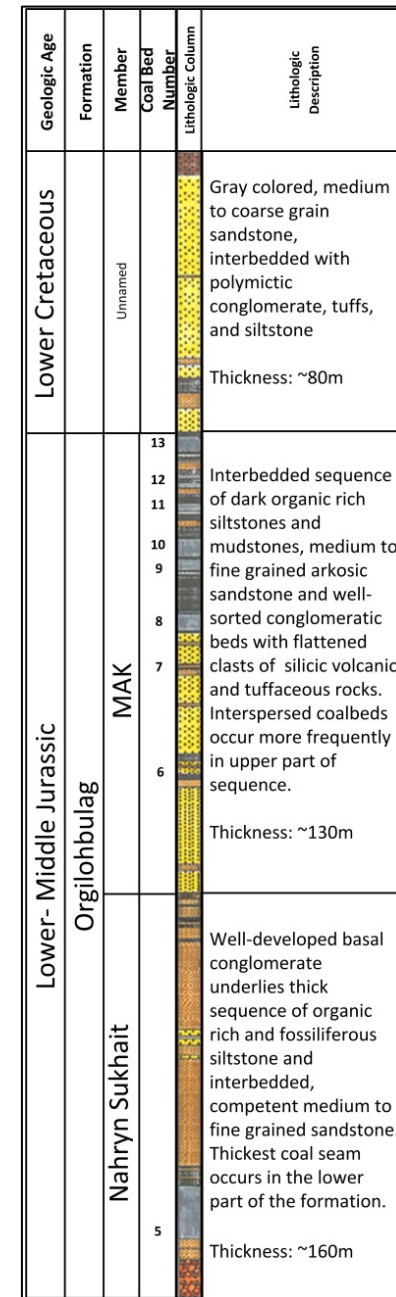 Geologic Age
Formation
Member
Coal Bed
Number
Lithologic Column
Lithologic
Description
Lower Cretaceous
Unnamed
Gray colored, medium
to coarse grain
sandstone,
interbedded with
polymictic
conglomerate, tuffs,
and siltstone
Thickness: ~80m
Lower- Middle Jurassic
Orgilohbulag
MAK
13
12
11
10
9
8
7
6
Interbedded sequence
of dark organic rich
siltstones and
mudstones, medium to
fine grained arkosic
sandstone and well-
sorted conglomeratic
beds with flattened
clasts of silicic volcanic
and tuffaceous rocks.
Interspersed coalbeds
occur more frequently
in upper part of
sequence.
Thickness: ~130m
Nahryn Sukhait
5
Well-developed basal
conglomerate
underlies thick
sequence of organic
rich and fossiliferous
siltstone and
interbedded,
competent medium to
fine grained sandstone.
Thickest coal seam
occurs in the lower
part of the formation.
Thickness: ~160m